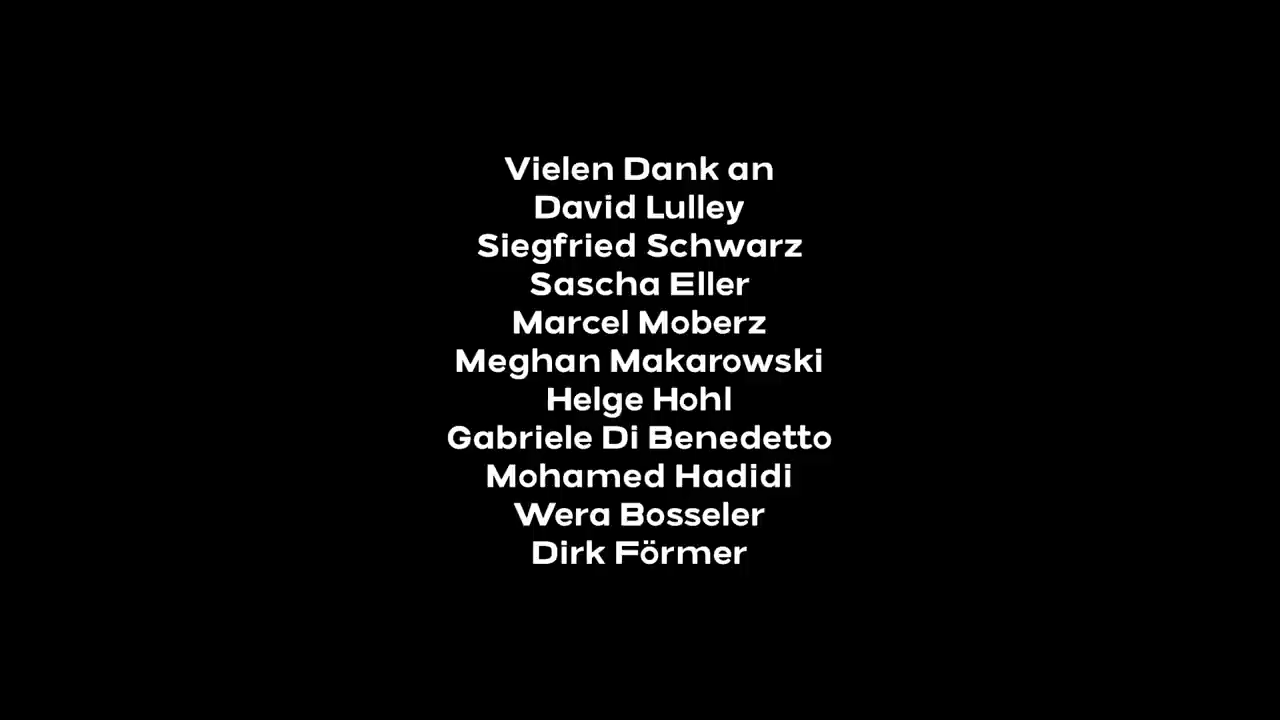 Vielen Dank an
David Lulley
Siegfried Schwarz
Sascha Eller
Marcel Moberz
Meghan Makarowski
Helge Hohl
Gabriele Di Benedetto
Mohamed Hadidi
Wera Bosseler
Dirk Förmer